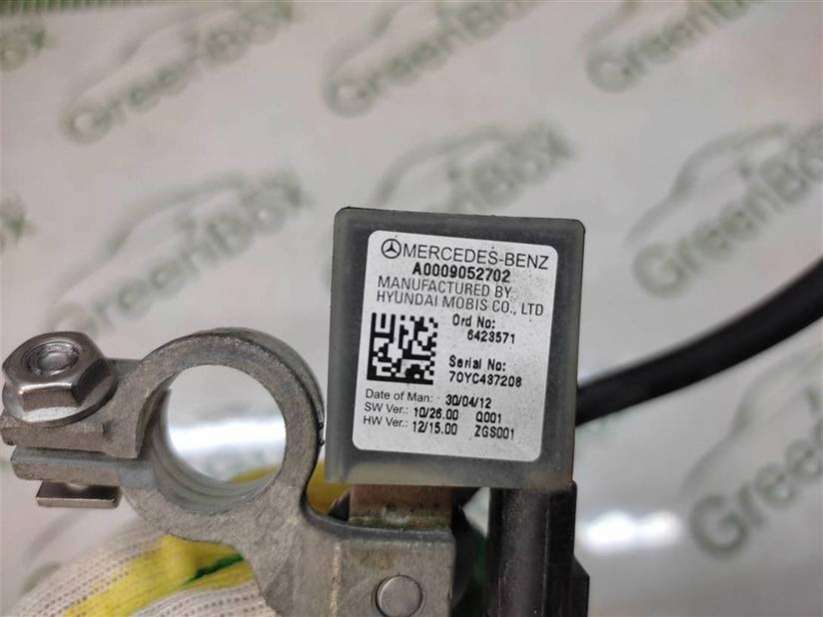 GreenBox
GreenBox
GreenBox
GreenBox
GreenBox
GreenBox
MERCEDES-BENZ
A0009052702
MANUFACTURED BY
HYUNDAI MOBIS CO., LTD
Ord No:
6423571
Serial No:
70YC437208
Date of Man: 30/04/12
SW Ver.: 10/26.00 Q001
HW Ver.: 12/15.00 ZGS001